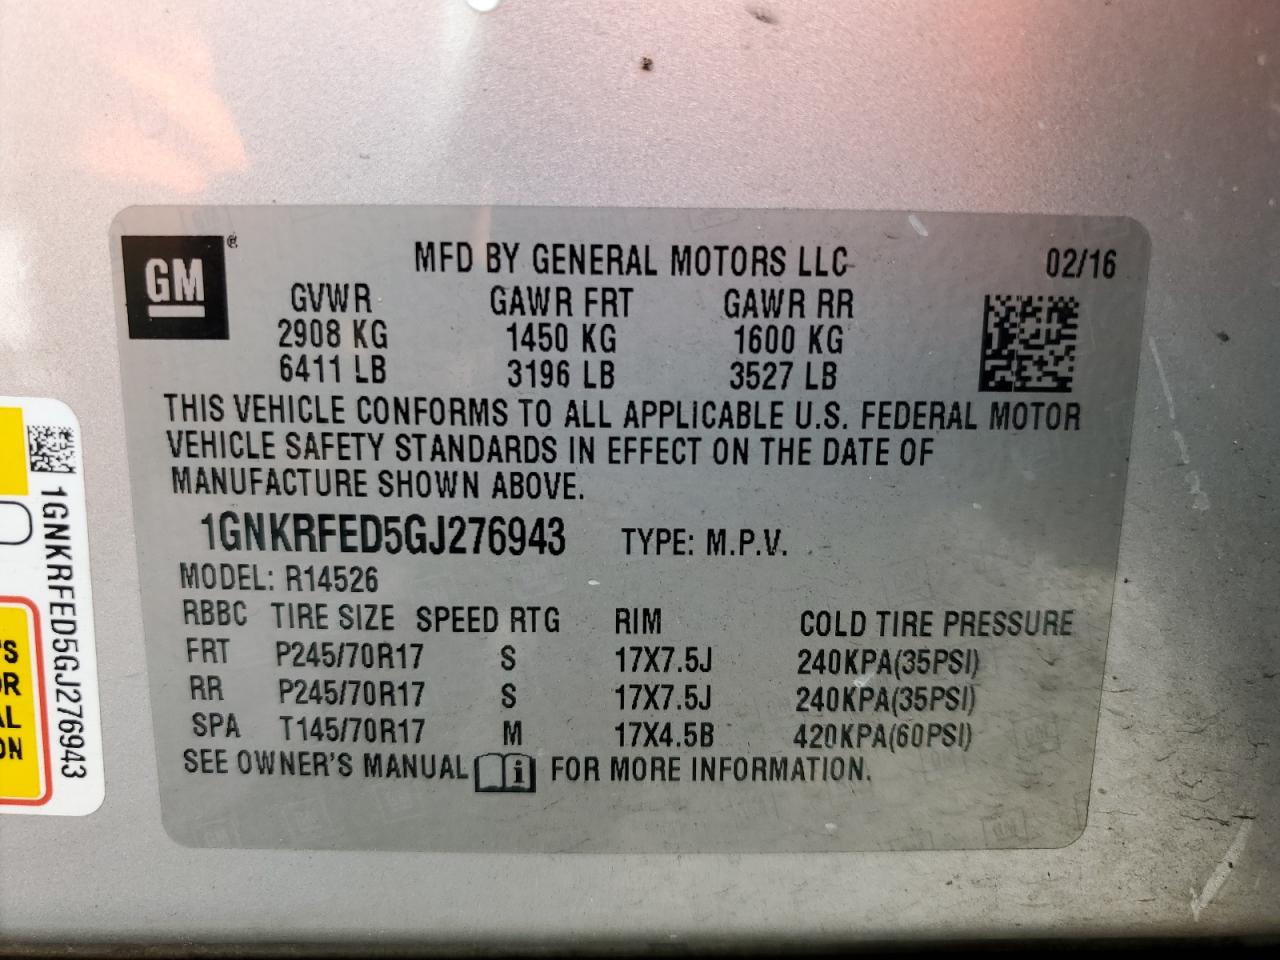 GM®
MFD BY GENERAL MOTORS LLC
02/16
GVWR GAWR FRT GAWR RR
2908 KG 1450 KG 1600 KG
6411 LB 3196 LB 3527 LB
THIS VEHICLE CONFORMS TO ALL APPLICABLE U.S. FEDERAL MOTOR
VEHICLE SAFETY STANDARDS IN EFFECT ON THE DATE OF
MANUFACTURE SHOWN ABOVE.
1GNKRFED5GJ276943 TYPE: M.P.V.
MODEL: R14526
RBBC TIRE SIZE SPEED RTG RIM COLD TIRE PRESSURE
FRT P245/70R17 S 17X7.5J 240KPA(35PSI)
RR P245/70R17 S 17X7.5J 240KPA(35PSI)
SPA T145/70R17 M 17X4.5B 420KPA(60PSI)
SEE OWNER'S MANUAL i FOR MORE INFORMATION.
1GNKRFED5GJ276943